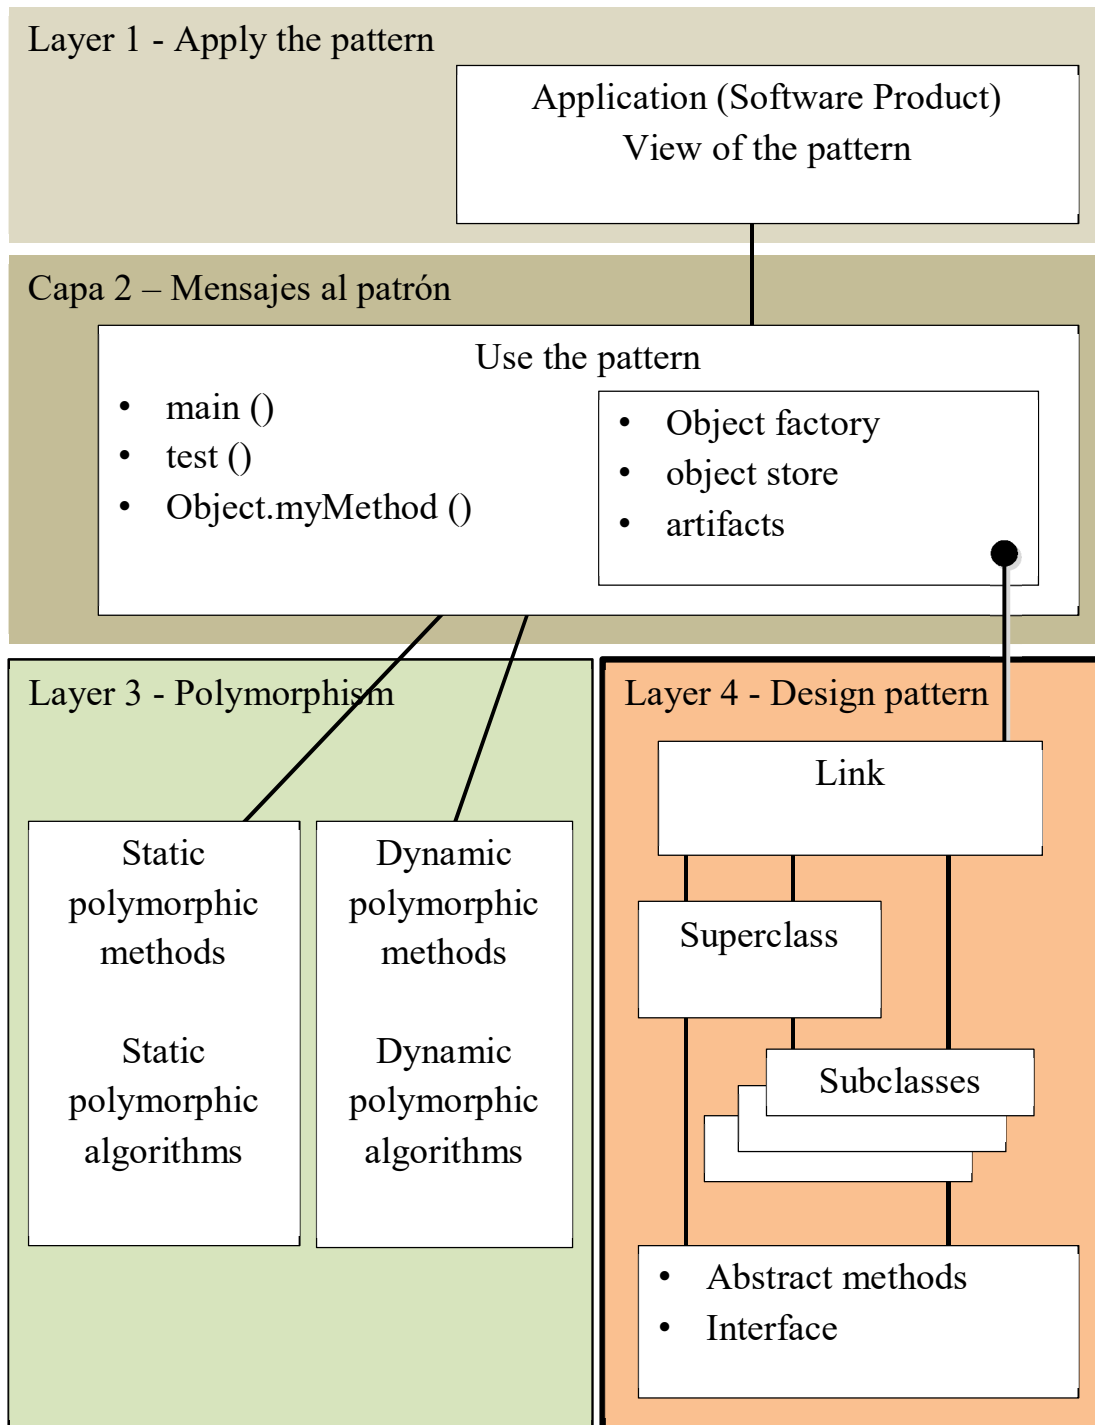 Layer 1 - Apply the pattern
Application (Software Product)
View of the pattern
Capa 2 – Mensajes al patrón
Use the pattern
• main ()
• test ()
• Object.myMethod ()
• Object factory
• object store
• artifacts
Layer 3 - Polymorphism
Static
polymorphic
methods
Static
polymorphic
algorithms
Dynamic
polymorphic
methods
Dynamic
polymorphic
algorithms
Layer 4 - Design pattern
Link
Superclass
Subclasses
• Abstract methods
• Interface